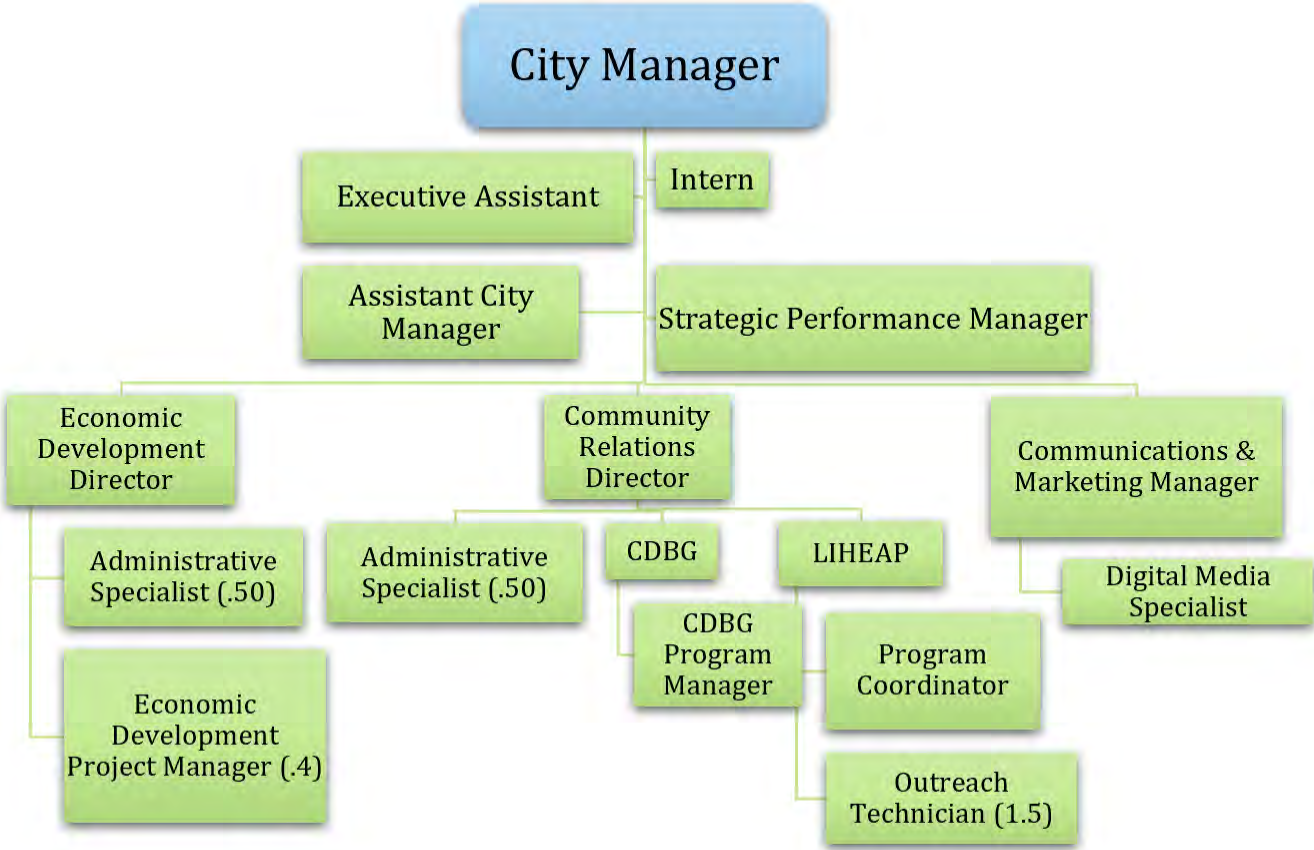 City Manager
Executive Assistant
Intern
Assistant City
Manager
Strategic Performance Manager
Economic
Development
Director
Community
Relations
Director
Communications &
Marketing Manager
Administrative
Specialist (.50)
Economic
Development
Project Manager (.4)
Administrative
Specialist (.50)
CDBG
CDBG
Program
Manager
LIHEAP
Program
Coordinator
Outreach
Technician (1.5)
Digital Media
Specialist